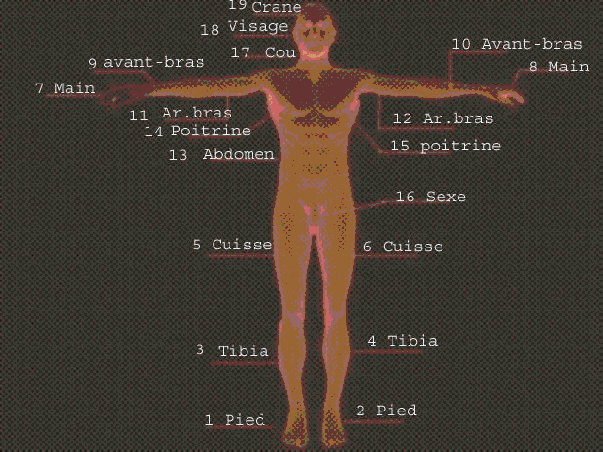 19 Crane
18 Visage
17 Cou
10 Avant-bras
9 avant-bras
8 Main
7 Main
11 Ar.bras
12 Ar.bras
14 Poitrine
15 poitrine
13 Abdomen
16 Sexe
5 Cuisse
6 Cuisse
4 Tibia
3 Tibia
2 Pied
1 Pied